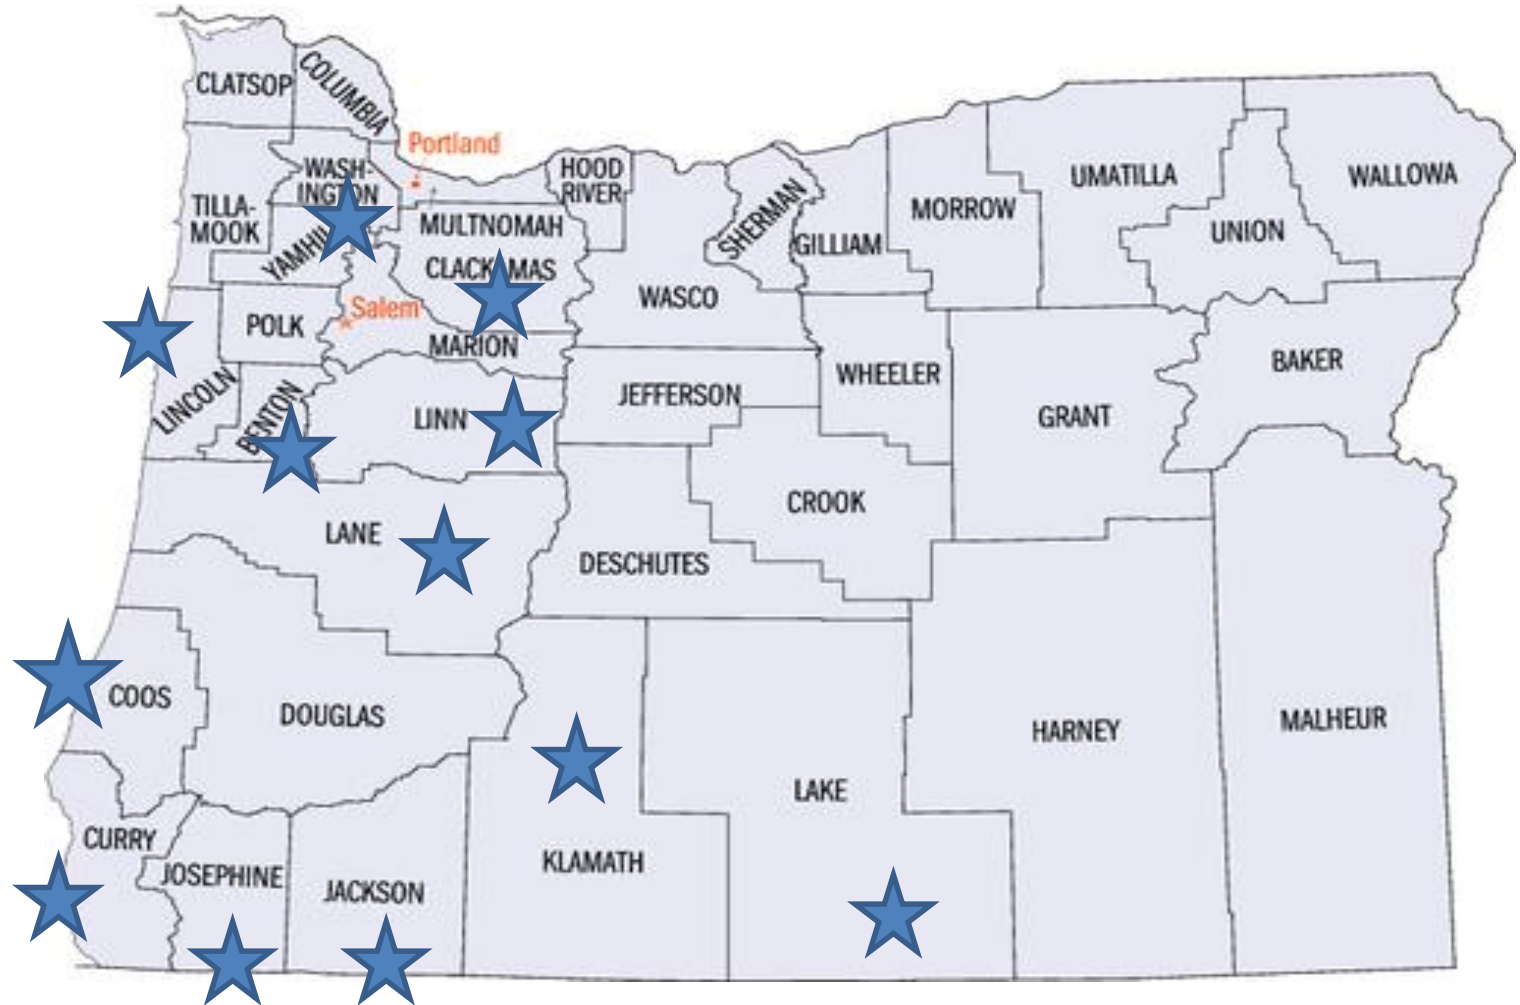 CLATSOP
COLUMBIA
Portland
WASH-
INGTON
HOOD
RIVER
TILLA-
MOOK
MULTNOMAH
CLACKAMAS
SHERMAN
GILLIAM
MORROW
UMATILLA
UNION
WALLOWA
Salem
POLK
MARION
WASCO
LINCOLN
BENTON
LINN
JEFFERSON
WHEELER
GRANT
BAKER
LANE
DESCHUTES
CROOK
COOS
DOUGLAS
KLAMATH
LAKE
HARNEY
MALHEUR
CURRY
JOSEPHINE
JACKSON